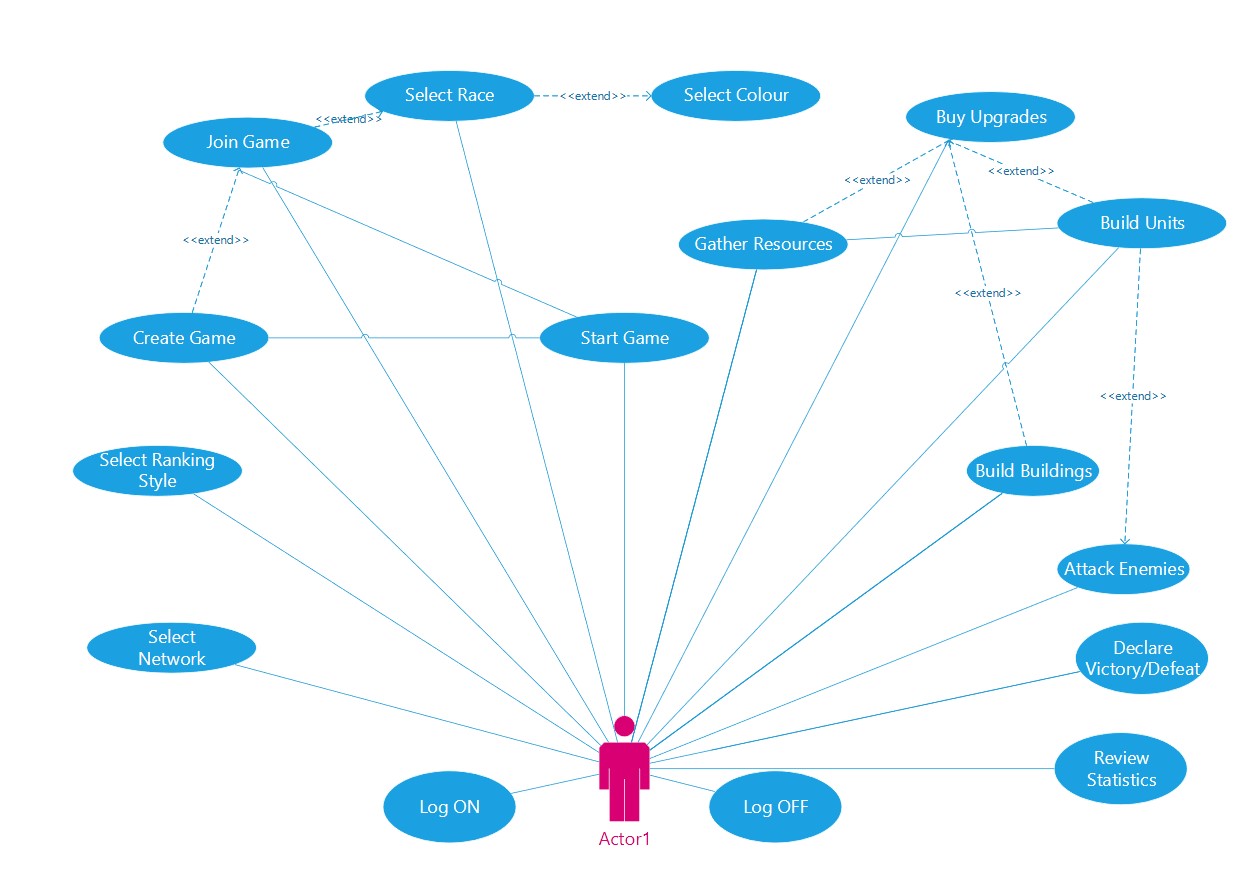 Select Race
<<extend>>
Select Colour
Buy Upgrades
<<extend>>
Join Game
<<extend>>
<<extend>>
Build Units
<<extend>>
Gather Resources
<<extend>>
Create Game
Start Game
<<extend>>
Select Ranking
Style
Build Buildings
Attack Enemies
Select
Network
Declare
Victory/Defeat
Review
Statistics
Log ON
Log OFF
Actor1